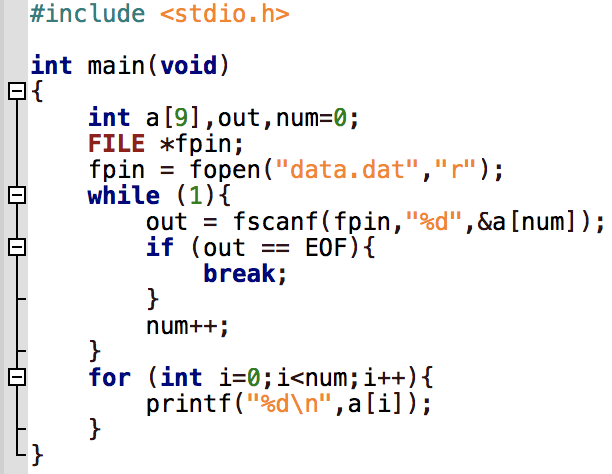 #include <stdio.h>
int main(void)
{
int a[9],out,num=0;
FILE *fpin;
fpin = fopen("data.dat","r");
while (1){
out = fscanf(fpin,"%d",&a[num]);
if (out == EOF){
break;
}
num++;
}
for (int i=0;i<num;i++){
printf("%d\n",a[i]);
}
}